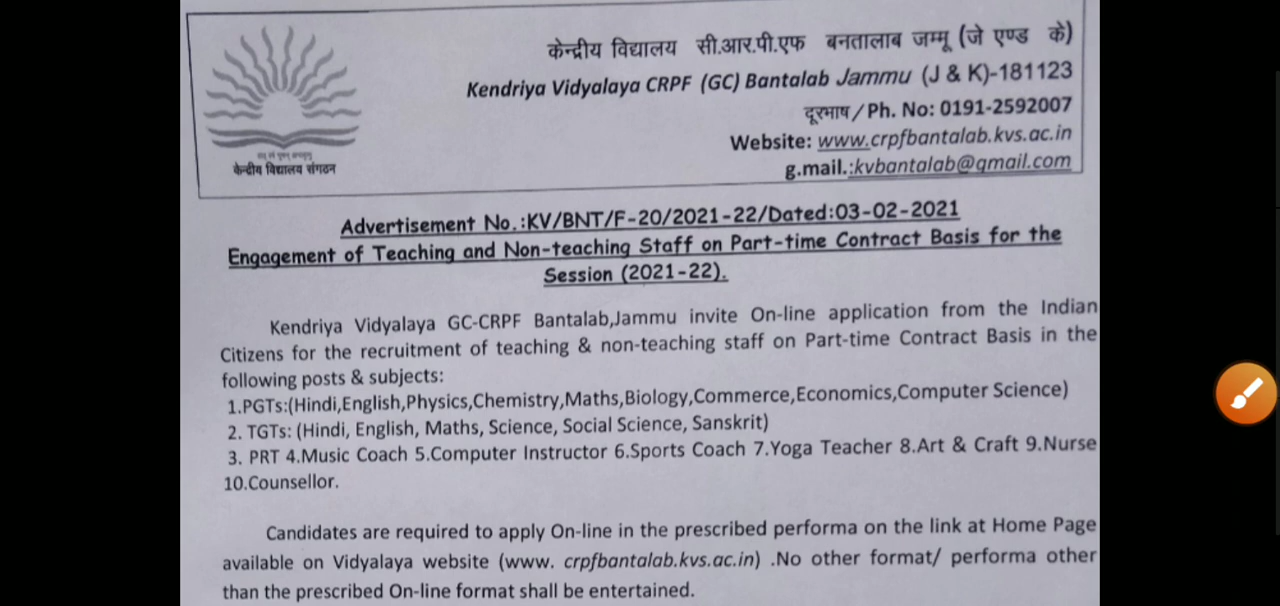 केन्द्रीय विद्यालय सी.आर.पी.एफ बनतालाब जम्मू (जे एण्ड के)
Kendriya Vidyalaya CRPF (GC) Bantalab Jammu (J & K)-181123
दूरभाष / Ph. No: 0191-2592007
Website: www.crpfbantalab.kvs.ac.in
g.mail.:kvbantalab@gmail.com
केन्द्रीय विद्यालय संगठन
Advertisement No.:KV/BNT/F-20/2021-22/Dated:03-02-2021
Engagement of Teaching and Non-teaching Staff on Part-time Contract Basis for the
Session (2021-22).
Kendriya Vidyalaya GC-CRPF Bantalab,Jammu invite On-line application from the Indian
Citizens for the recruitment of teaching & non-teaching staff on Part-time Contract Basis in the
following posts & subjects:
1.PGTs:(Hindi,English,Physics,Chemistry,Maths,Biology,Commerce,Economics,Computer Science)
2. TGTs: (Hindi, English, Maths, Science, Social Science, Sanskrit)
3. PRT 4.Music Coach 5.Computer Instructor 6.Sports Coach 7.Yoga Teacher 8.Art & Craft 9.Nurse
10.Counsellor.
Candidates are required to apply On-line in the prescribed performa on the link at Home Page
available on Vidyalaya website (www. crpfbantalab.kvs.ac.in) .No other format/ performa other
than the prescribed On-line format shall be entertained.